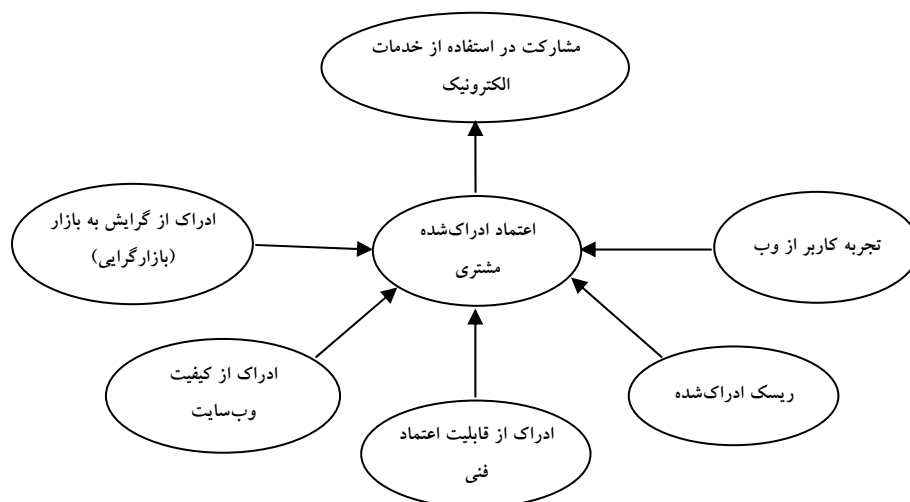 مشارکت در استفاده از خدمات
الکترونیک
ادراک از گرایش به بازار
(بازارگرایی)
اعتماد ادراک‌شده
مشتری
تجربه کاربر از وب
ادراک از کیفیت
وب‌سایت
ادراک از قابلیت اعتماد
فنی
ریسک ادراک‌شده